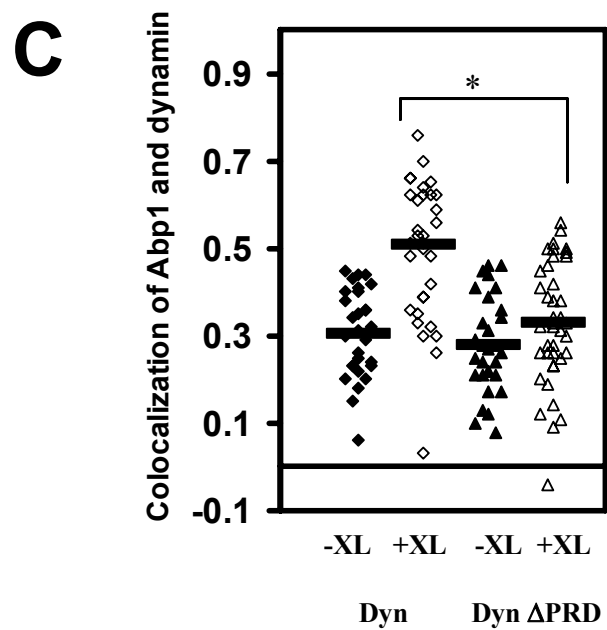 C
Colocalization of Abp1 and dynamin
0.9
0.7
0.5
0.3
0.1
-0.1
*
-XL +XL -XL +XL
Dyn Dyn ΔPRD